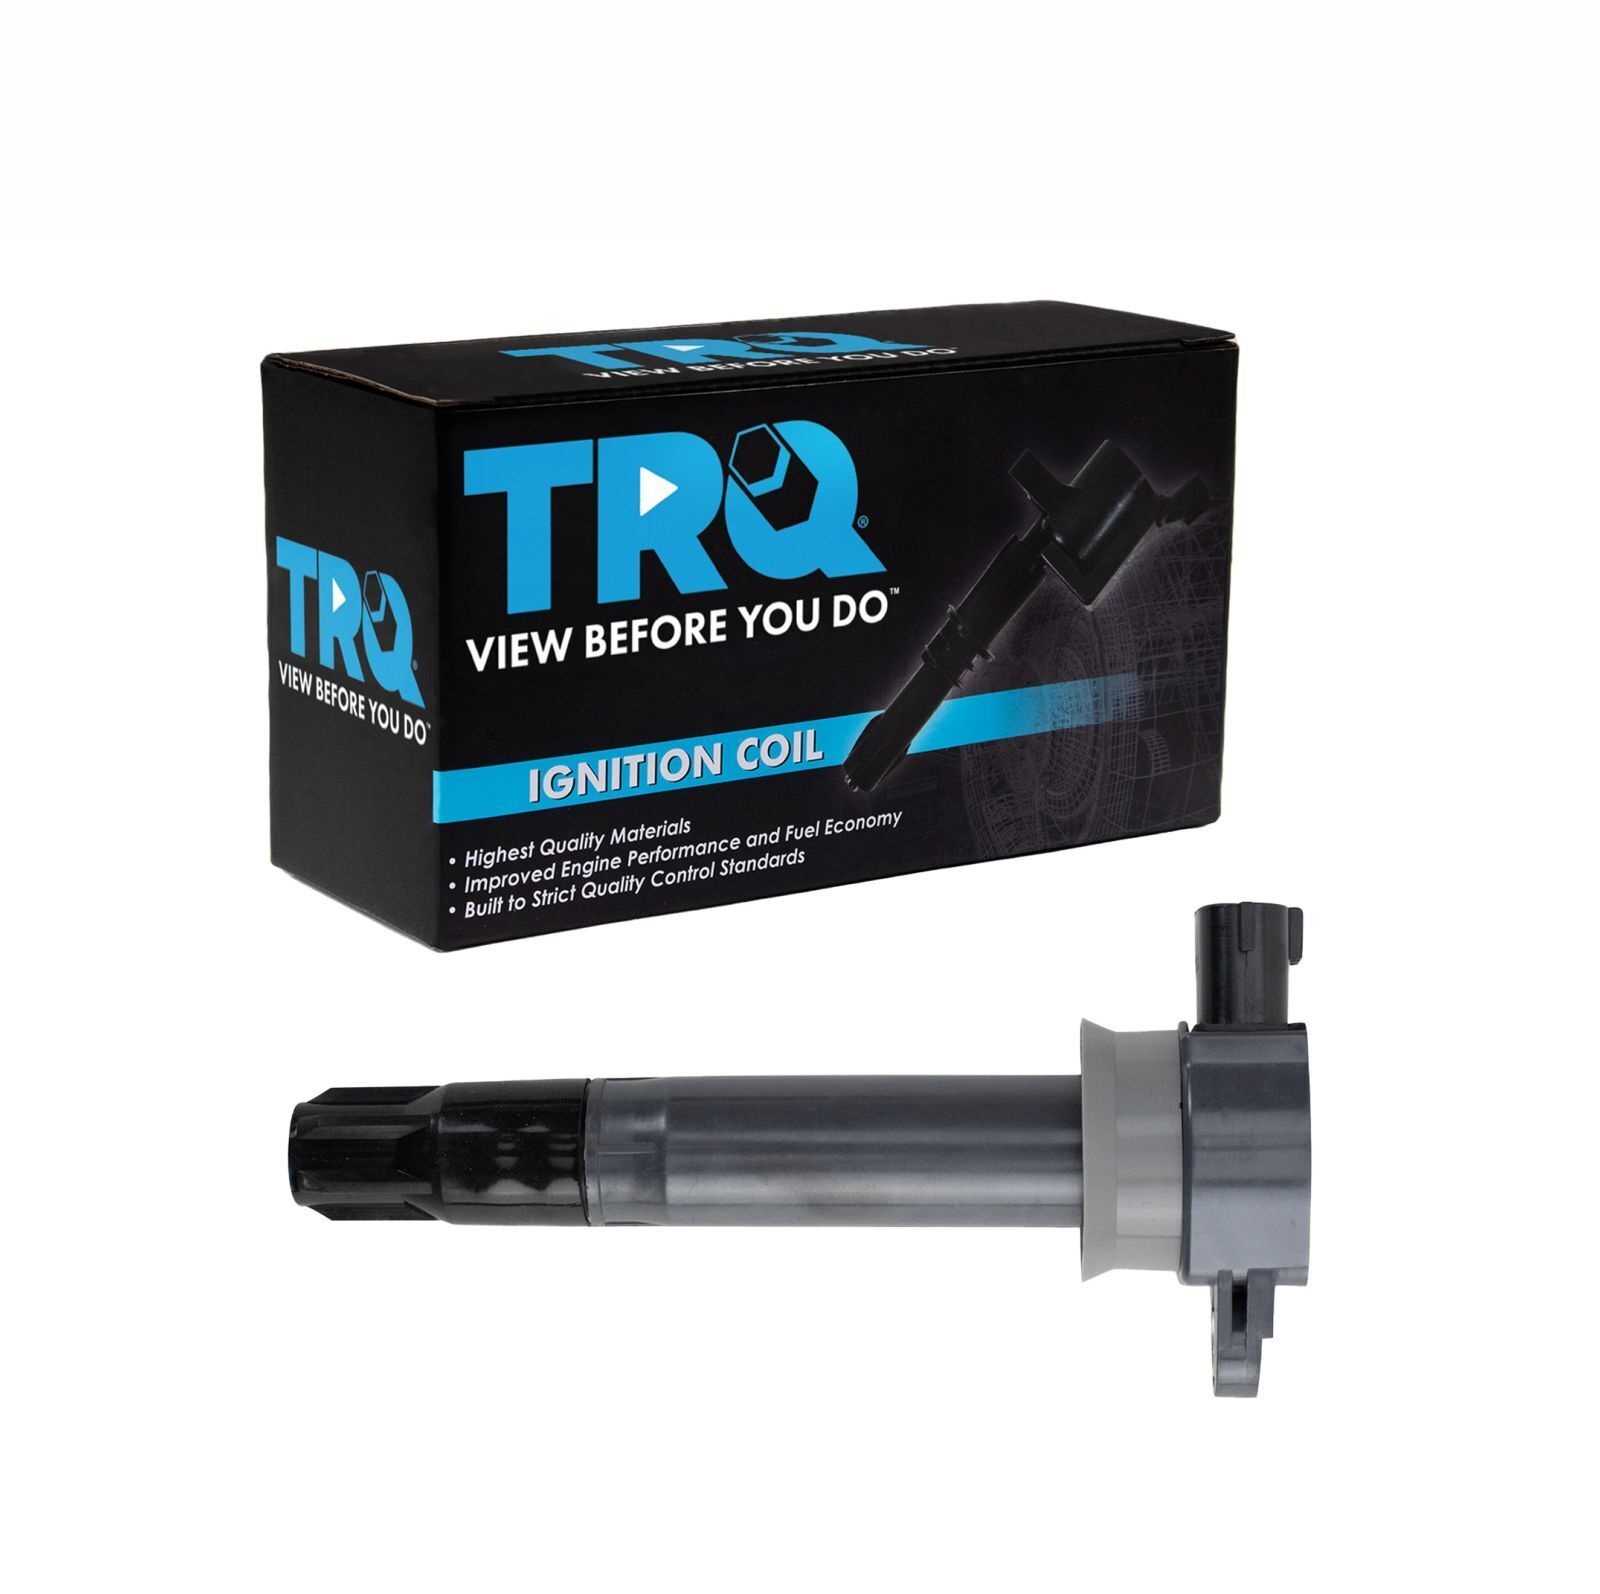 TRQ
VIEW BEFORE YOU DO™
TRQ®
VIEW BEFORE YOU DO™
TRQ®
VIEW BEFORE YOU DO™
IGNITION COIL
• Highest Quality Materials
• Improved Engine Performance and Fuel Economy
• Built to Strict Quality Control Standards